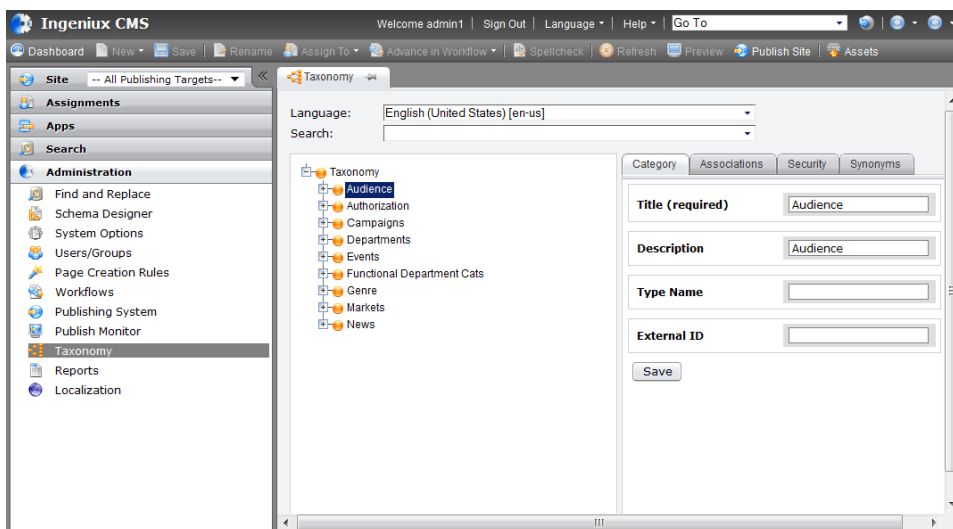 Ingeniux CMS
Welcome admin1 | Sign Out | Language | Help | Go To
Dashboard New Save Rename Assign To Advance in Workflow Spellcheck Refresh Preview Publish Site Assets
Site -- All Publishing Targets--
Assignments
Apps
Search
Administration
Find and Replace
Schema Designer
System Options
Users/Groups
Page Creation Rules
Workflows
Publishing System
Publish Monitor
Taxonomy
Reports
Localization
Taxonomy
Language: English (United States) [en-us]
Search:
Taxonomy
Audience
Authorization
Campaigns
Departments
Events
Functional Department Cats
Genre
Markets
News
Category Associations Security Synonyms
Title (required) Audience
Description Audience
Type Name
External ID
Save